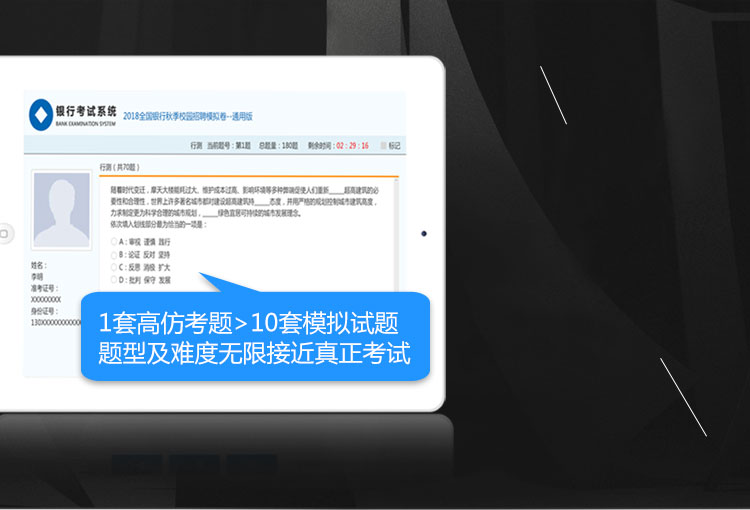 银行考试系统
BANK EXAMINATION SYSTEM
2018全国银行秋季校园招聘模拟卷--通用版
行测 当前题号：第1题 总题量：180题 剩余时间：02：29：16 标记
行测（共70题）
随着时代变迁，摩天大楼能耗过大、维护成本过高、影响环境等多种弊端促使人们重新_____超高建筑的必
要性和合理性，世界上许多著名城市都对建设超高建筑持_____态度，并用严格的规划控制城市建筑高度，
力求制定更为科学合理的城市规划，_____绿色宜居可持续的城市发展理念。
依次填入划线部分最为恰当的一项是：
A：审视 谨慎 践行
B：论证 反对 坚持
C：反思 消极 扩大
D：批判 保守 发展
姓名：
李明
准考证号：
XXXXXXXX
身份证号：
130XXXXXXXXXXX
1套高仿考题>10套模拟试题
题型及难度无限接近真正考试